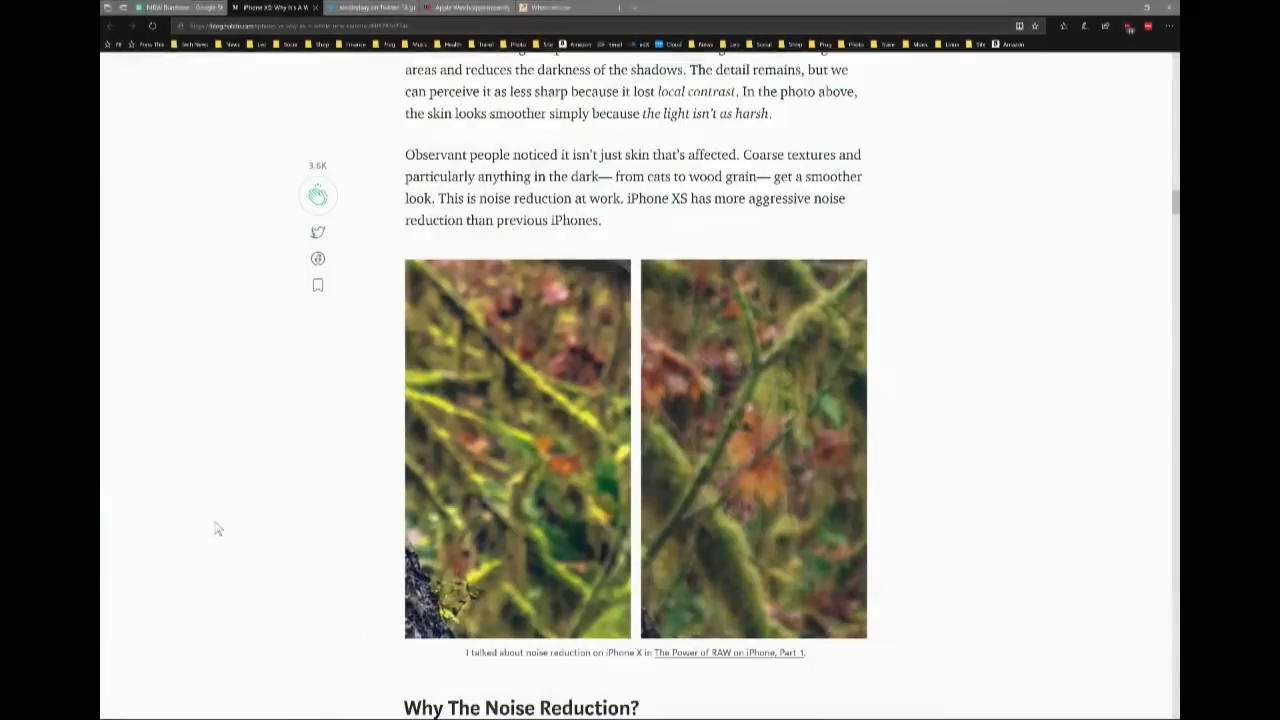 iPhone XS: Why It's A W
areas and reduces the darkness of the shadows. The detail remains, but we
can perceive it as less sharp because it lost local contrast. In the photo above,
the skin looks smoother simply because the light isn't as harsh.
3.6K
Observant people noticed it isn't just skin that's affected. Coarse textures and
particularly anything in the dark— from cats to wood grain— get a smoother
look. This is noise reduction at work. iPhone XS has more aggressive noise
reduction than previous iPhones.
I talked about noise reduction on iPhone X in The Power of RAW on iPhone, Part 1.
Why The Noise Reduction?